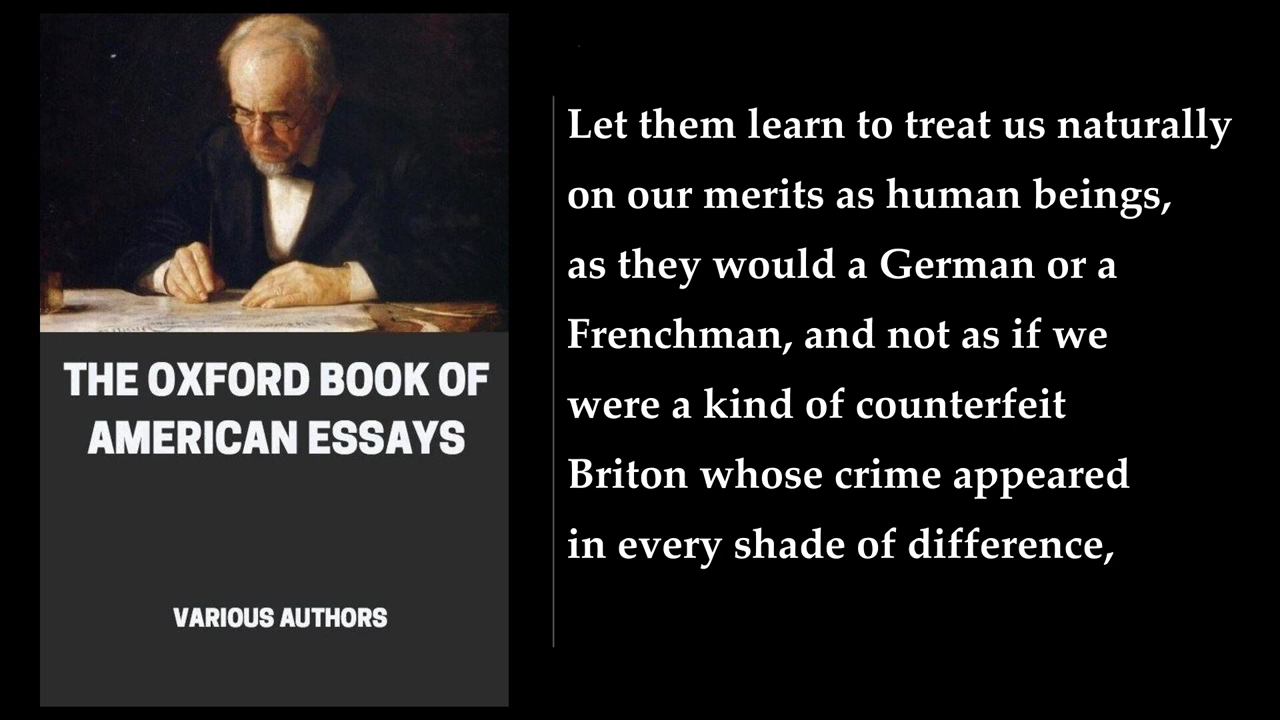 THE OXFORD BOOK OF
AMERICAN ESSAYS
VARIOUS AUTHORS
Let them learn to treat us naturally
on our merits as human beings,
as they would a German or a
Frenchman, and not as if we
were a kind of counterfeit
Briton whose crime appeared
in every shade of difference,